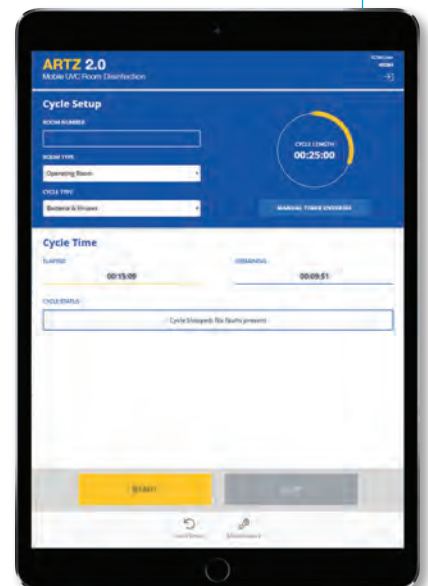 ARTZ 2.0
Mobile UVC Room Disinfection
Cycle Setup
ROOM NUMBER
ROOM TYPE
Operating Room
CYCLE TYPE
Bacteria & Viruses
CYCLE LENGTH
00:25:00
MANUAL TIMER OVERRIDE
Cycle Time
ELAPSED
00:15:09
REMAINING
00:09:51
CYCLE STATUS
Cycle Stopped: No faults present
START